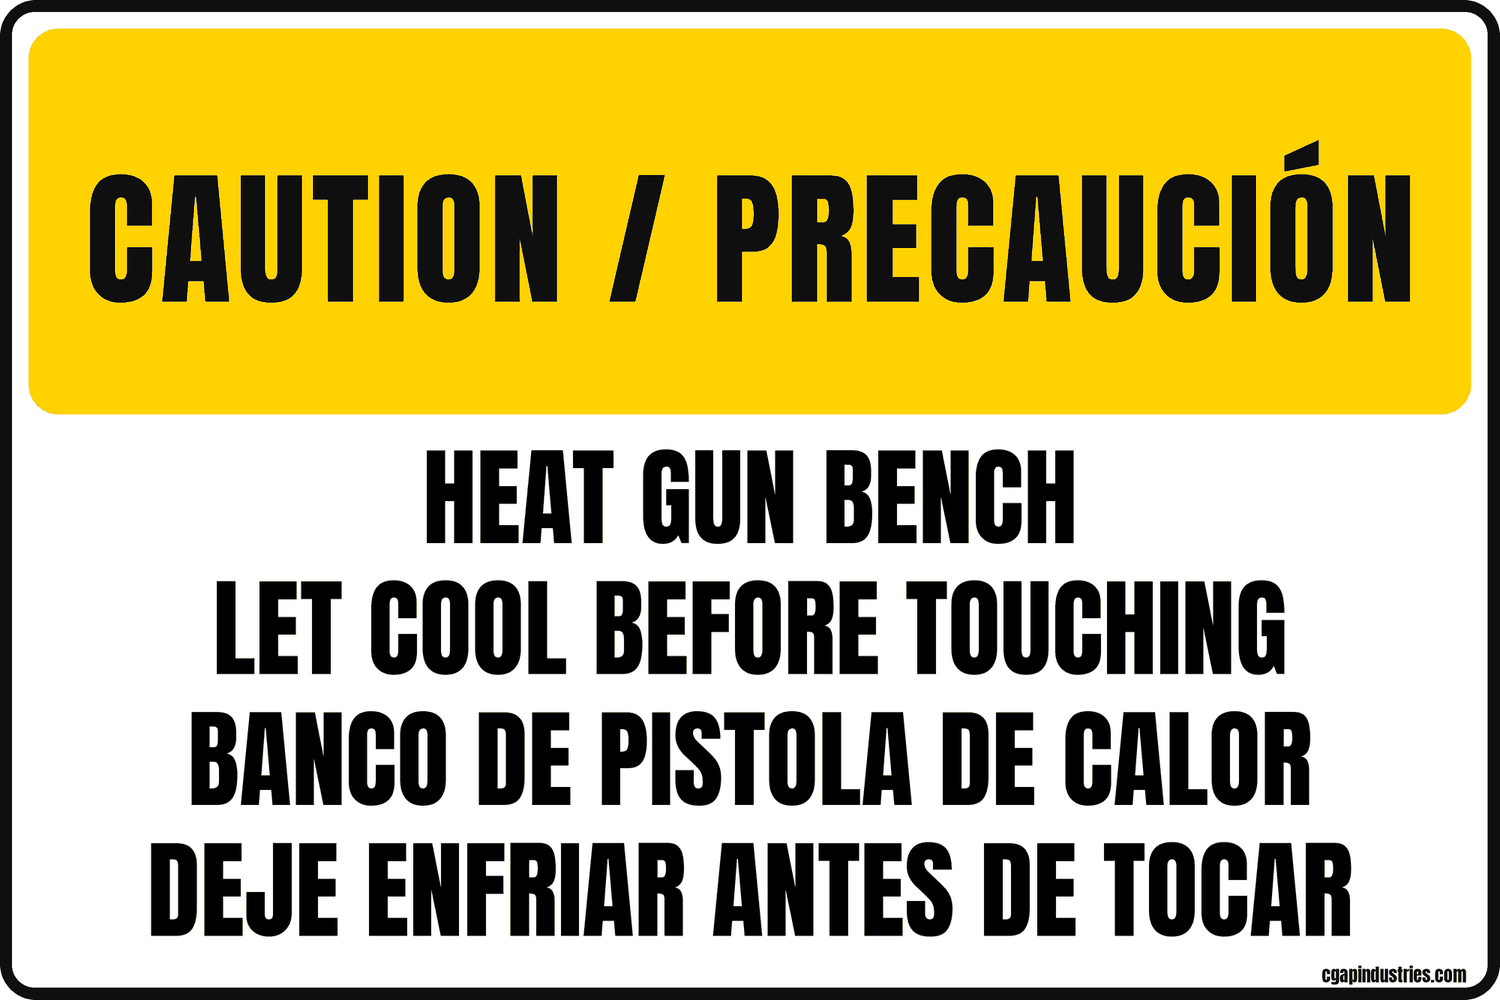 CAUTION / PRECAUCIÓN
HEAT GUN BENCH
LET COOL BEFORE TOUCHING
BANCO DE PISTOLA DE CALOR
DEJE ENFRIAR ANTES DE TOCAR
cgapindustries.com